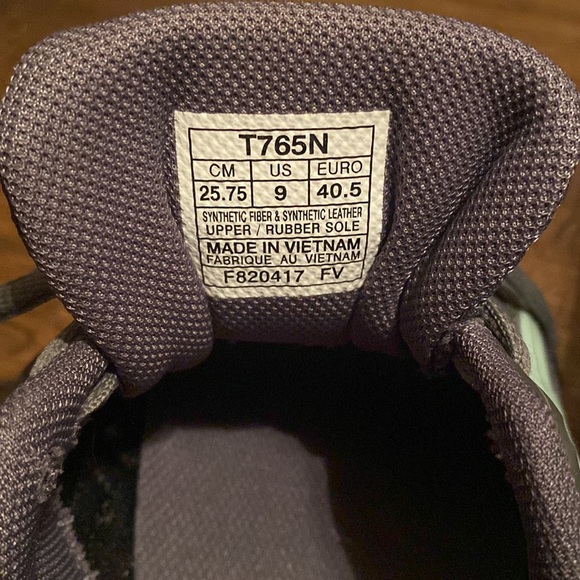 T765N
CM US EURO
25.75 9 40.5
SYNTHETIC FIBER & SYNTHETIC LEATHER
UPPER / RUBBER SOLE
MADE IN VIETNAM
FABRIQUE AU VIETNAM
F820417 FV